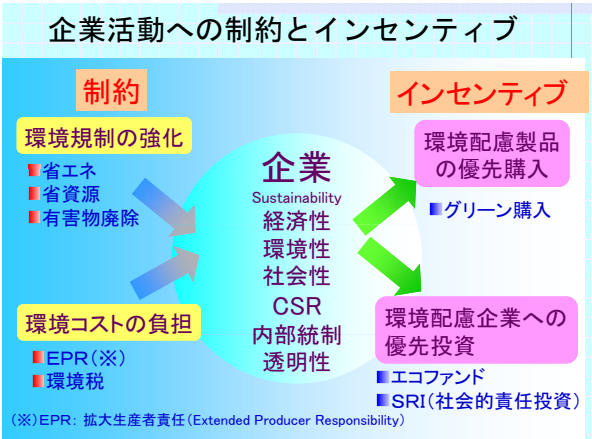 企業活動への制約とインセンティブ
制約
環境規制の強化
省エネ
省資源
有害物廃除
環境コストの負担
EPR(※)
環境税
企業
Sustainability
経済性
環境性
社会性
CSR
内部統制
透明性
インセンティブ
環境配慮製品
の優先購入
グリーン購入
環境配慮企業への
優先投資
エコファンド
SRI(社会的責任投資)
(※)EPR: 拡大生産者責任(Extended Producer Responsibility)